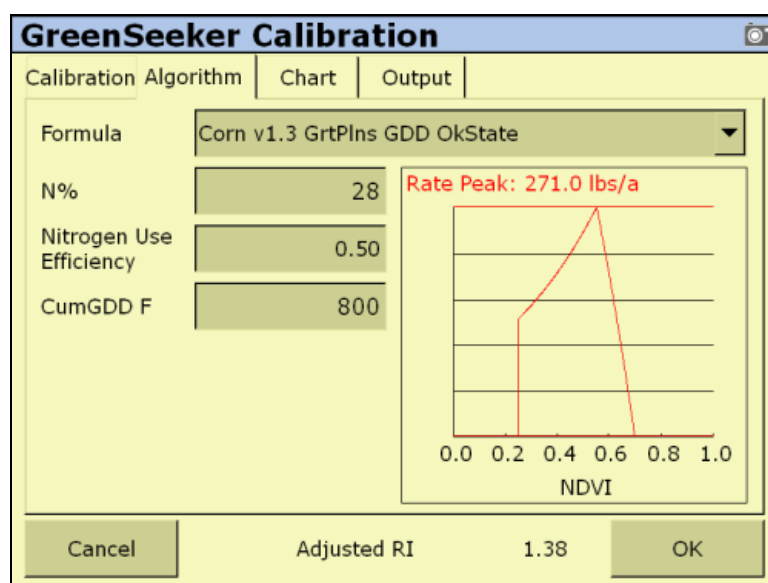 GreenSeeker Calibration
Calibration Algorithm Chart Output
Formula Corn v1.3 GrtPlns GDD OkState
N% 28
Nitrogen Use Efficiency 0.50
CumGDD F 800
Rate Peak: 271.0 lbs/a
0.0 0.2 0.4 0.6 0.8 1.0
NDVI
Cancel Adjusted RI 1.38 OK